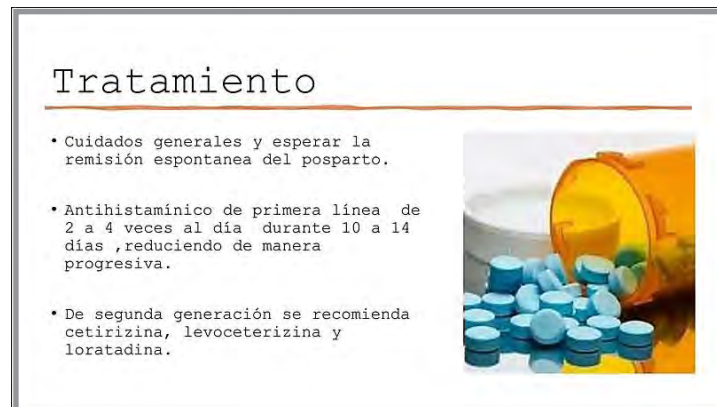 Tratamiento
• Cuidados generales y esperar la
remisión espontanea del posparto.
• Antihistamínico de primera línea de
2 a 4 veces al día durante 10 a 14
días ,reduciendo de manera
progresiva.
• De segunda generación se recomienda
cetirizina, levoceterizina y
loratadina.